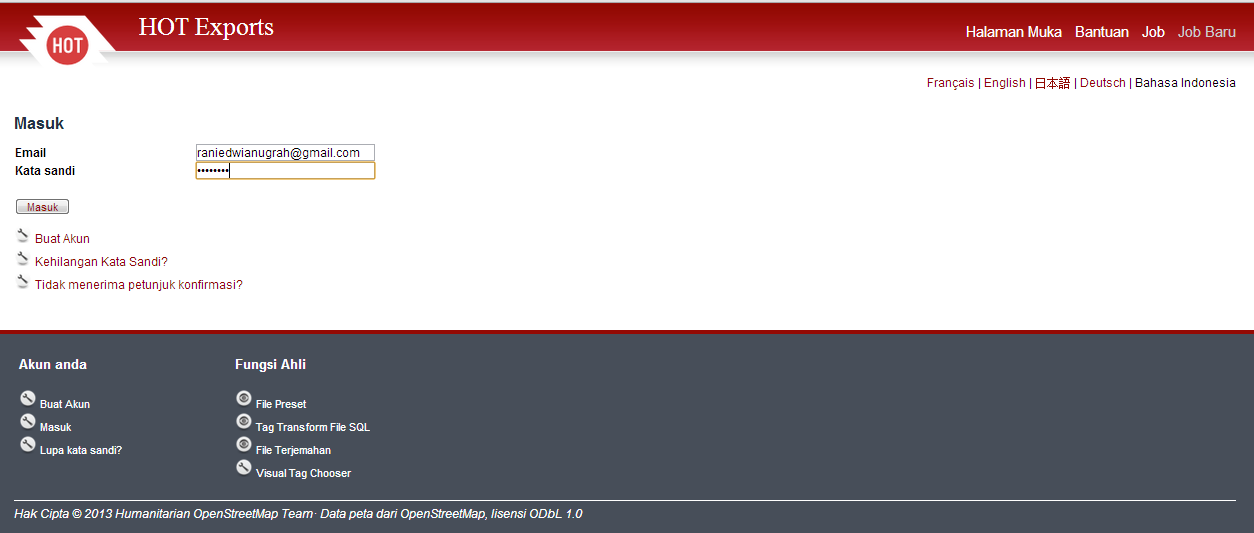 HOT
HOT Exports
Halaman Muka Bantuan Job Job Baru
Français | English | 日本語 | Deutsch | Bahasa Indonesia
Masuk
Email raniedwianugrah@gmail.com
Kata sandi ••••••••
Masuk
Buat Akun
Kehilangan Kata Sandi?
Tidak menerima petunjuk konfirmasi?
Akun anda
Buat Akun
Masuk
Lupa kata sandi?
Fungsi Ahli
File Preset
Tag Transform File SQL
File Terjemahan
Visual Tag Chooser
Hak Cipta © 2013 Humanitarian OpenStreetMap Team· Data peta dari OpenStreetMap, lisensi ODbL 1.0